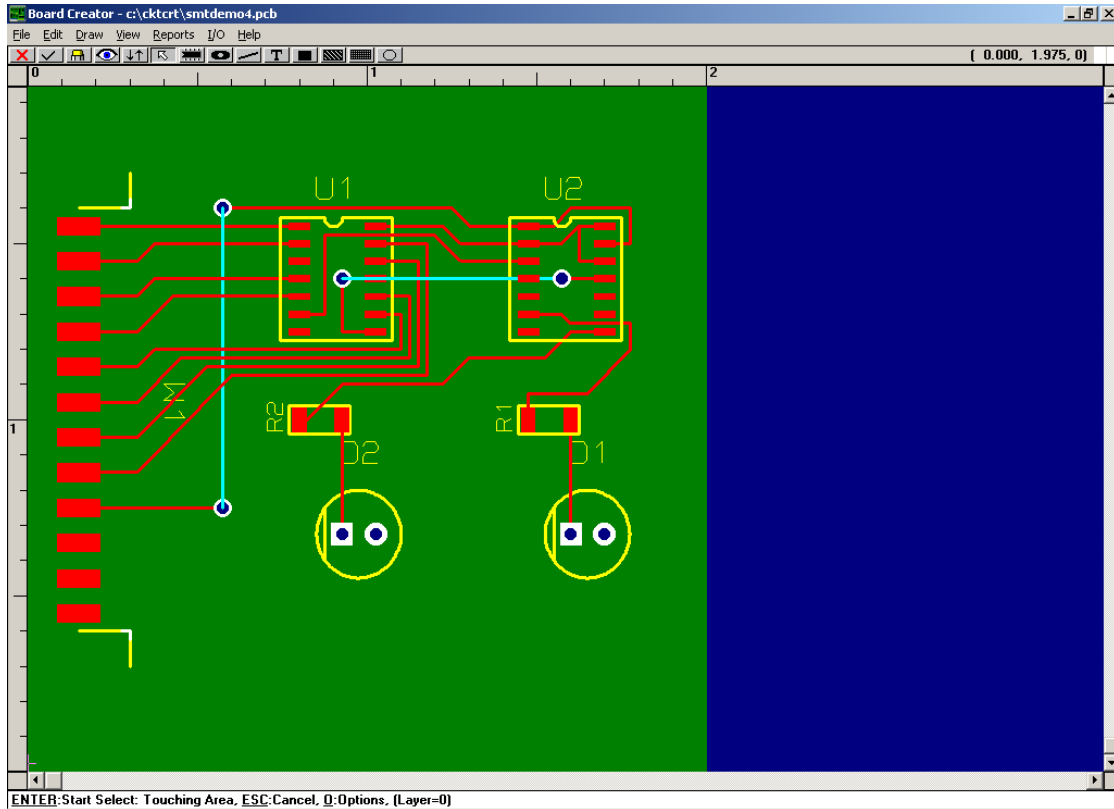 Board Creator - c:\cktcrt\smtdemo4.pcb
File Edit Draw View Reports I/O Help
T
( 0.000, 1.975, 0)
0 1 2
U1 U2
M1
1
R2 R1
D2 D1
ENTER:Start Select: Touching Area, ESC:Cancel, O:Options, (Layer=0)